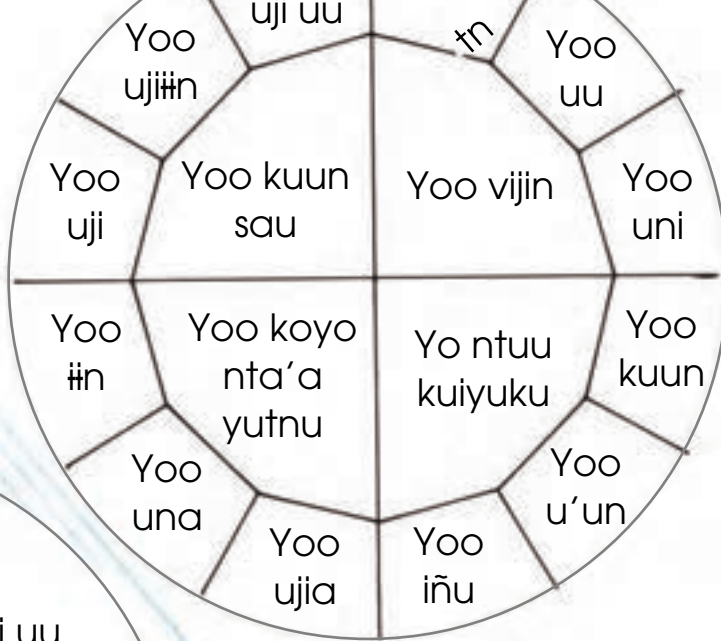 uji uu
tn
Yoo
ujiɨɨn
Yoo
uu
Yoo
uji
Yoo kuun
sau
Yoo vijin
Yoo
uni
Yoo
ɨɨn
Yoo koyo
nta´a
yutnu
Yo ntuu
kuiyuku
Yoo
kuun
Yoo
una
Yoo
u´un
Yoo
ujia
Yoo
iñu
uu